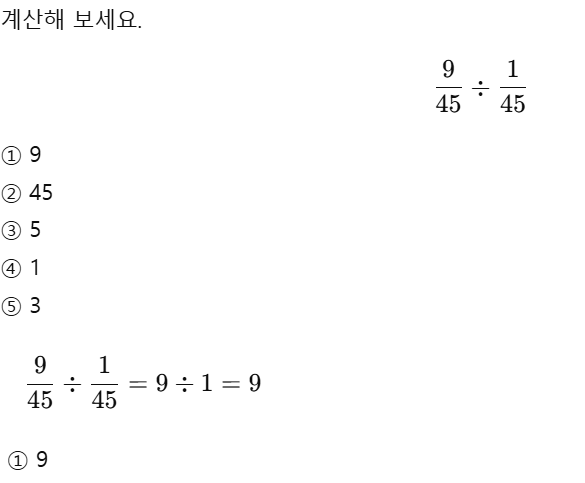 계산해 보세요.
9/45 ÷ 1/45
① 9
② 45
③ 5
④ 1
⑤ 3
9/45 ÷ 1/45 = 9 ÷ 1 = 9
① 9